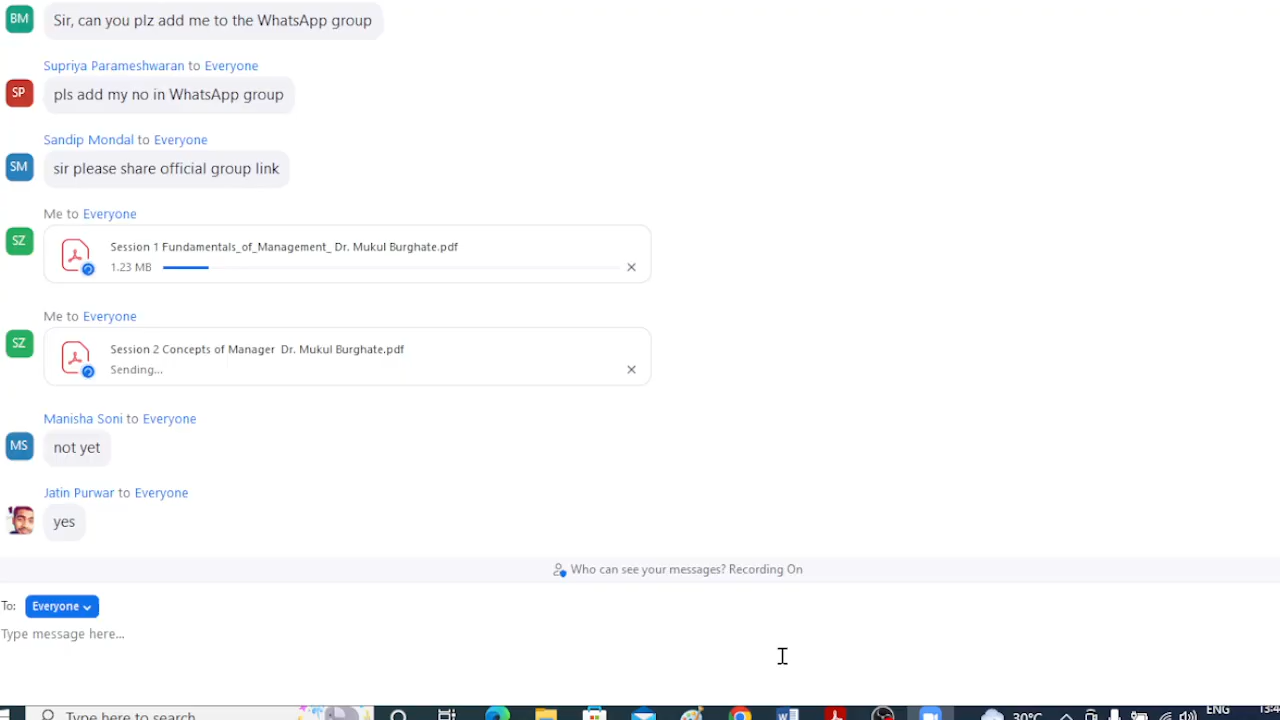 BM
Sir, can you plz add me to the WhatsApp group
Supriya Parameshwaran to Everyone
SP
pls add my no in WhatsApp group
Sandip Mondal to Everyone
SM
sir please share official group link
Me to Everyone
SZ
Session 1 Fundamentals_of_Management_ Dr. Mukul Burghate.pdf
1.23 MB
Me to Everyone
SZ
Session 2 Concepts of Manager Dr. Mukul Burghate.pdf
Sending...
Manisha Soni to Everyone
MS
not yet
Jatin Purwar to Everyone
yes
Who can see your messages? Recording On
To: Everyone
Type message here...
Type here to search
30°C
ENG